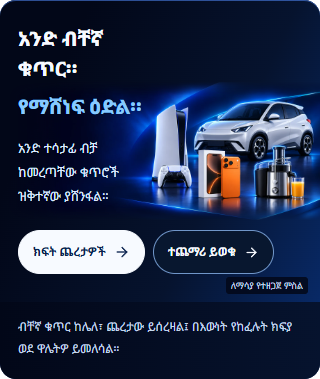 አንድ ብቸኛ
ቁጥር።
የማሸነፍ ዕድል።
አንድ ተሳታፊ ብቻ
ከመረጣቸው ቁጥሮች
ዝቅተኛው ያሸንፋል።
ክፍት ጨረታዎች →
ተጨማሪ ይወቁ →
ለማሳያ የተዘጋጀ ምስል
ብቸኛ ቁጥር ከሌለ፣ ጨረታው ይሰረዛል፤ በእውነት የከፈሉት ክፍያ
ወደ ዋሌትዎ ይመለሳል።